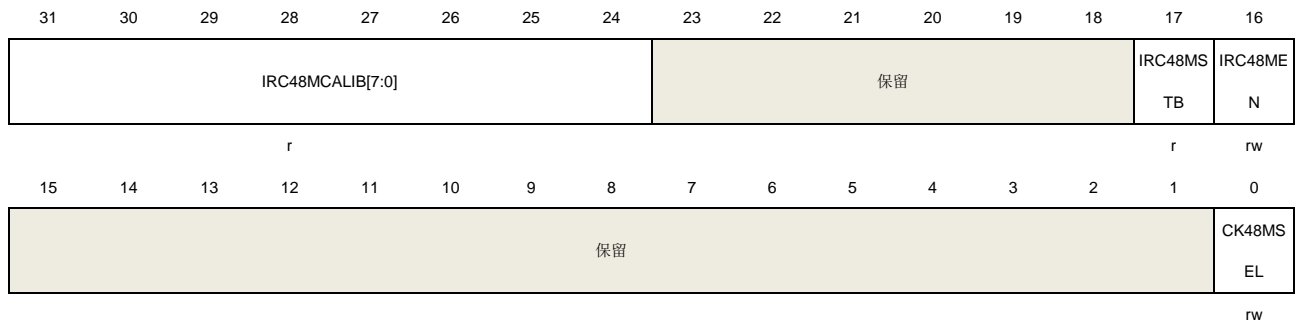 31 30 29 28 27 26 25 24 23 22 21 20 19 18 17 16
IRC48MCALIB[7:0] 保留 IRC48MS IRC48ME
TB N
r r rw
15 14 13 12 11 10 9 8 7 6 5 4 3 2 1 0
保留 CK48MS
EL
rw